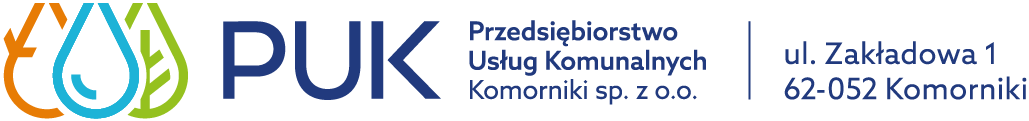 PUK
Przedsiębiorstwo
Usług Komunalnych
Komorniki sp. z o.o.
ul. Zakładowa 1
62-052 Komorniki